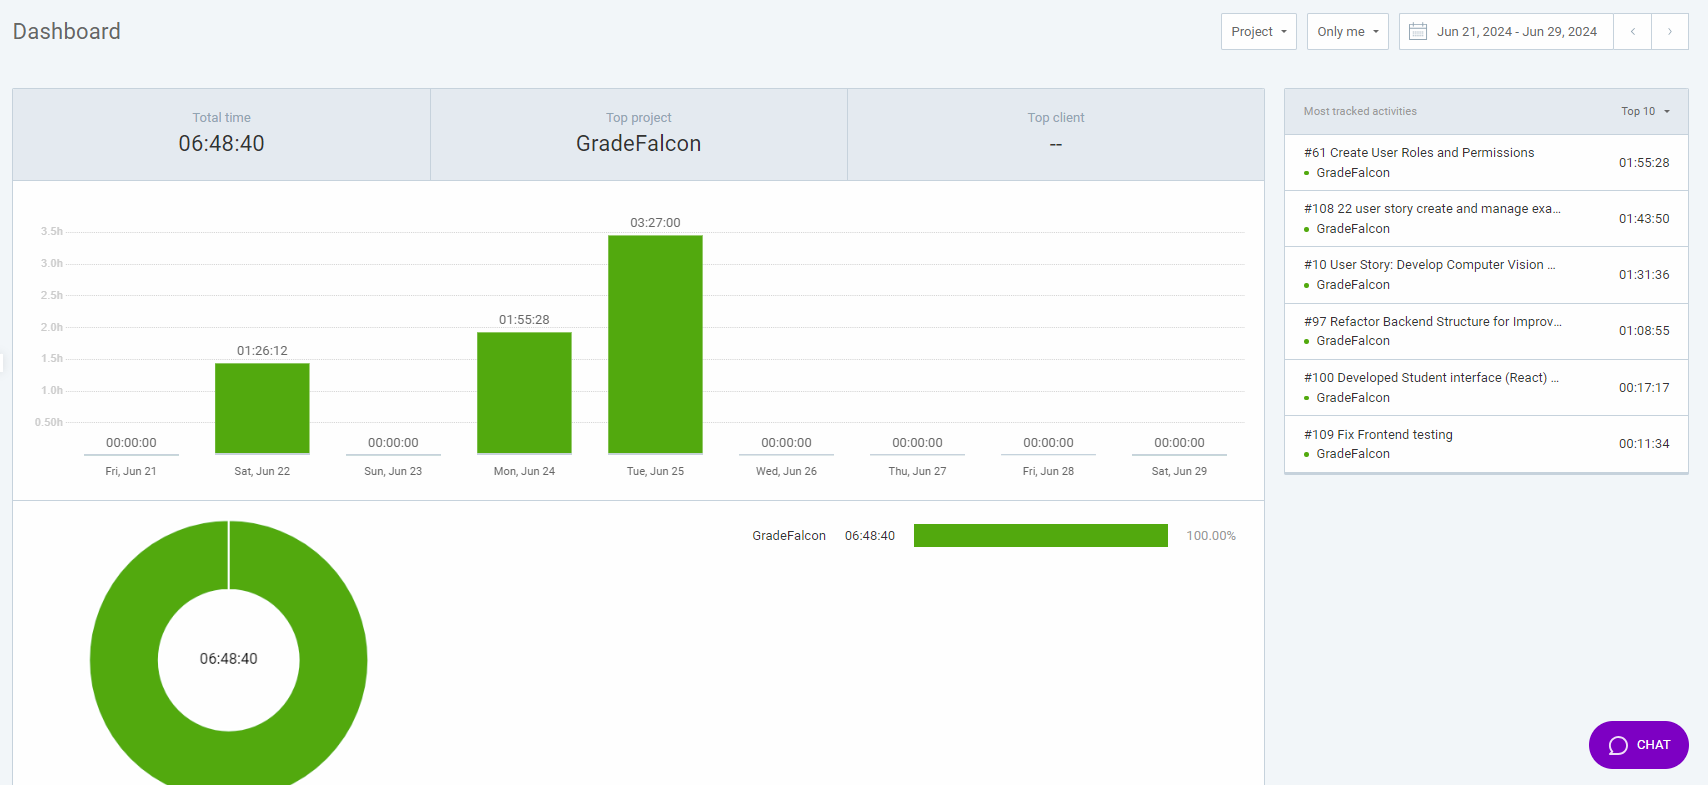 Dashboard
Project
Only me
Jun 21, 2024 - Jun 29, 2024
Total time
06:48:40
Top project
GradeFalcon
Top client
--
3.5h
3.0h
2.5h
2.0h
1.5h
1.0h
0.50h
00:00:00
01:26:12
00:00:00
01:55:28
03:27:00
00:00:00
00:00:00
00:00:00
00:00:00
Fri, Jun 21
Sat, Jun 22
Sun, Jun 23
Mon, Jun 24
Tue, Jun 25
Wed, Jun 26
Thu, Jun 27
Fri, Jun 28
Sat, Jun 29
06:48:40
GradeFalcon 06:48:40 100.00%
Most tracked activities Top 10
#61 Create User Roles and Permissions
GradeFalcon
01:55:28
#108 22 user story create and manage exa...
GradeFalcon
01:43:50
#10 User Story: Develop Computer Vision ...
GradeFalcon
01:31:36
#97 Refactor Backend Structure for Improv...
GradeFalcon
01:08:55
#100 Developed Student interface (React) ...
GradeFalcon
00:17:17
#109 Fix Frontend testing
GradeFalcon
00:11:34
CHAT